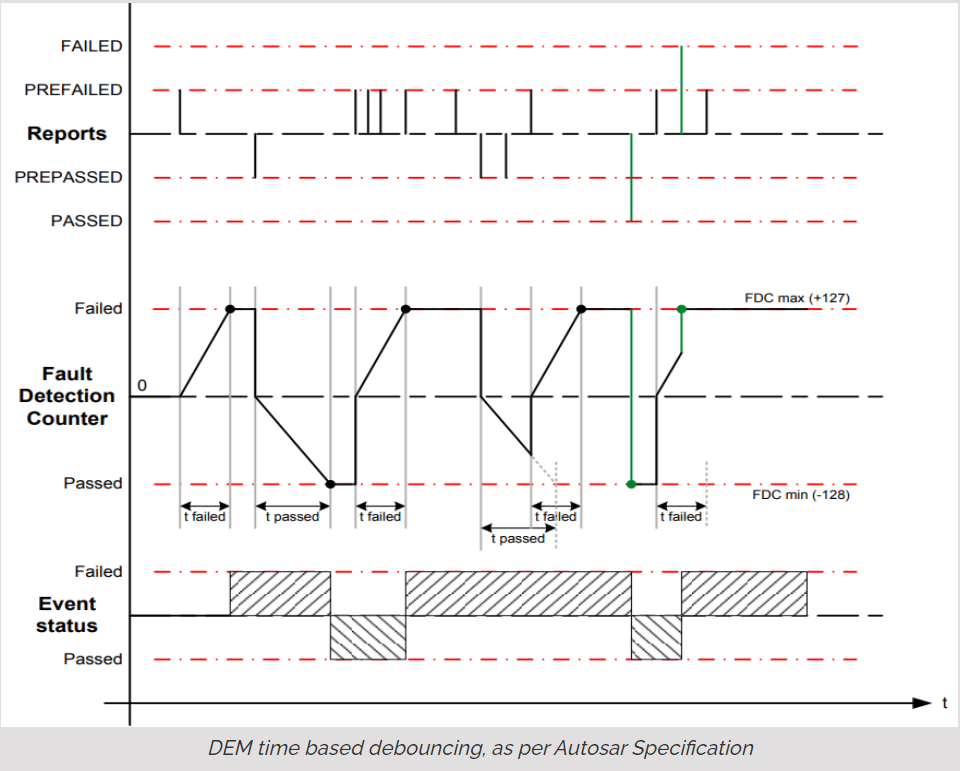 FAILED
PREFAILED
Reports
PREPASSED
PASSED
Failed
FDC max (+127)
0
Fault
Detection
Counter
Passed
FDC min (-128)
t failed
t passed
t failed
t failed
t failed
t passed
Failed
Event
status
Passed
t
DEM time based debouncing, as per Autosar Specification